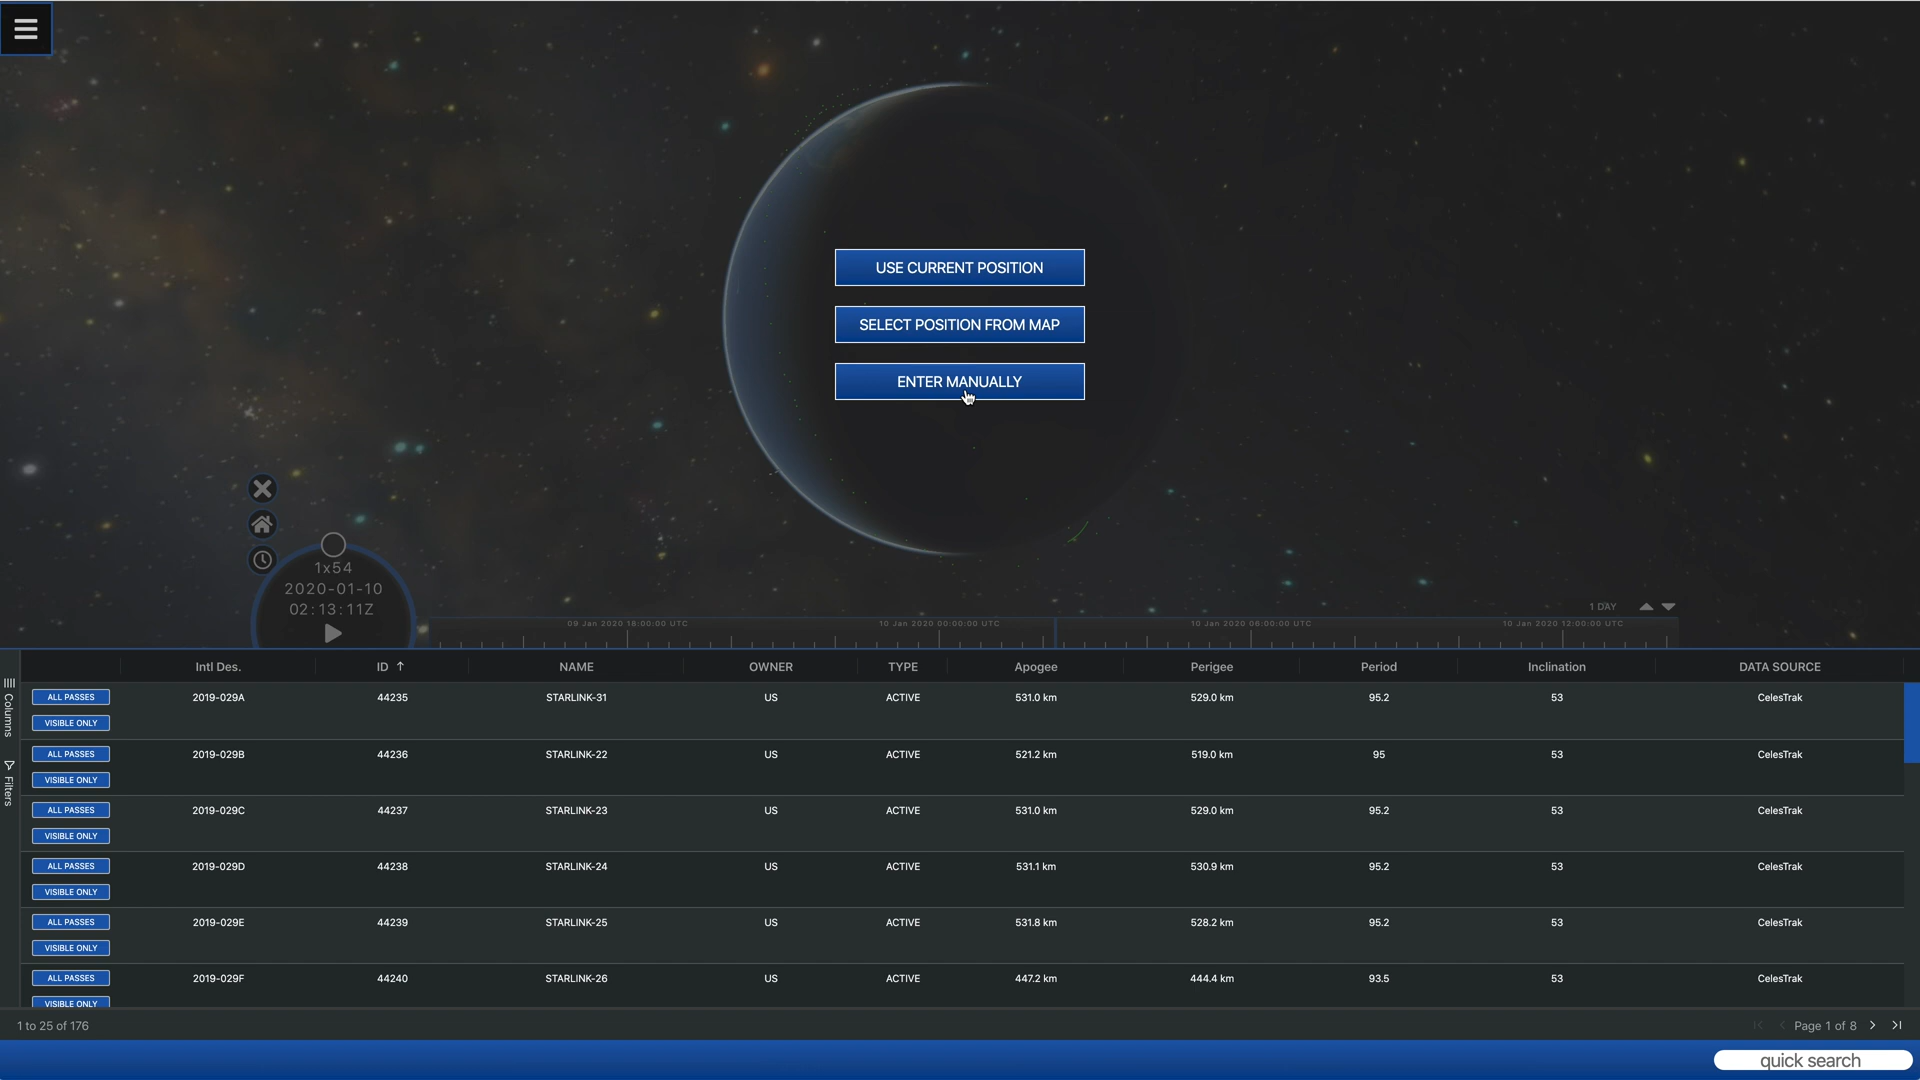 USE CURRENT POSITION
SELECT POSITION FROM MAP
ENTER MANUALLY
1x54
2020-01-10
02:13:11Z
1 DAY
09 Jan 2020 18:00:00 UTC 10 Jan 2020 00:00:00 UTC 10 Jan 2020 06:00:00 UTC 10 Jan 2020 12:00:00 UTC
Columns
Filters
Intl Des. ID ↑ NAME OWNER TYPE Apogee Perigee Period Inclination DATA SOURCE
ALL PASSES 2019-029A 44235 STARLINK-31 US ACTIVE 531.0 km 529.0 km 95.2 53 CelesTrak
VISIBLE ONLY
ALL PASSES 2019-029B 44236 STARLINK-22 US ACTIVE 521.2 km 519.0 km 95 53 CelesTrak
VISIBLE ONLY
ALL PASSES 2019-029C 44237 STARLINK-23 US ACTIVE 531.0 km 529.0 km 95.2 53 CelesTrak
VISIBLE ONLY
ALL PASSES 2019-029D 44238 STARLINK-24 US ACTIVE 531.1 km 530.9 km 95.2 53 CelesTrak
VISIBLE ONLY
ALL PASSES 2019-029E 44239 STARLINK-25 US ACTIVE 531.8 km 528.2 km 95.2 53 CelesTrak
VISIBLE ONLY
ALL PASSES 2019-029F 44240 STARLINK-26 US ACTIVE 447.2 km 444.4 km 93.5 53 CelesTrak
VISIBLE ONLY
1 to 25 of 176
Page 1 of 8
quick search